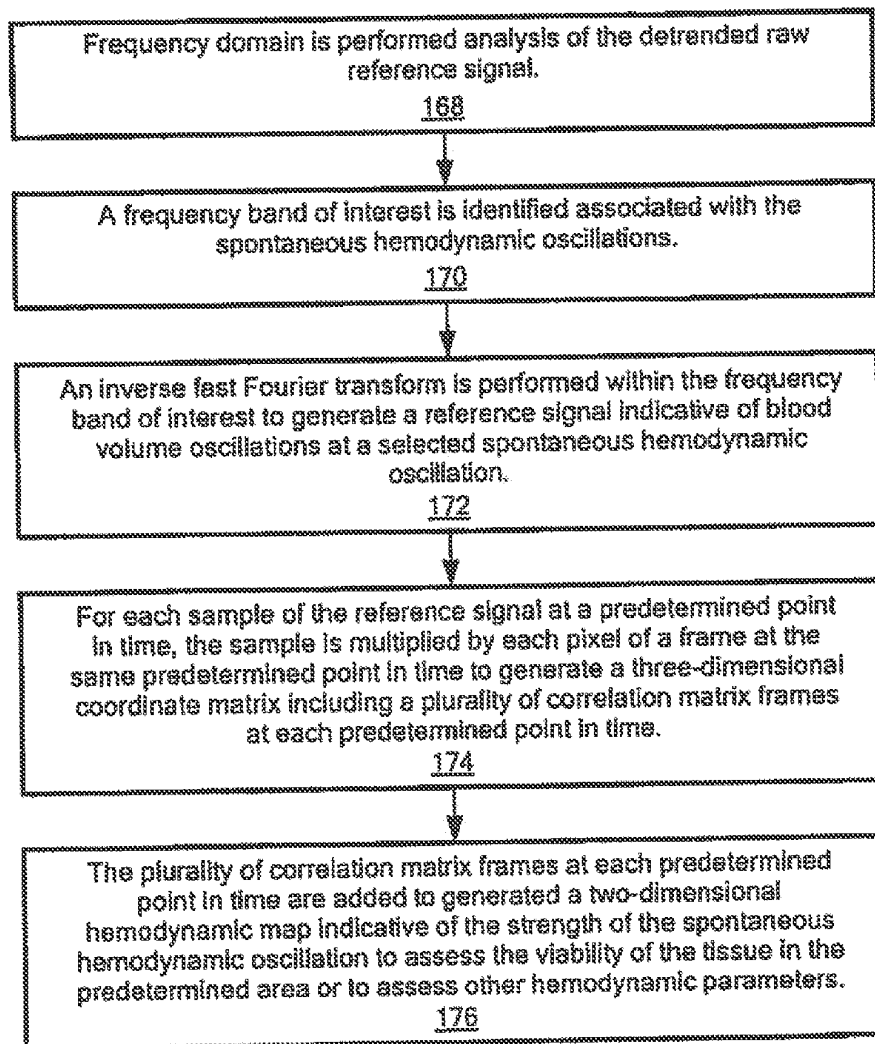 Frequency domain is performed analysis of the detrended raw
reference signal.
168
A frequency band of interest is identified associated with the
spontaneous hemodynamic oscillations.
170
An inverse fast Fourier transform is performed within the frequency
band of interest to generate a reference signal indicative of blood
volume oscillations at a selected spontaneous hemodynamic
oscillation.
172
For each sample of the reference signal at a predetermined point
in time, the sample is multiplied by each pixel of a frame at the
same predetermined point in time to generate a three-dimensional
coordinate matrix including a plurality of correlation matrix frames
at each predetermined point in time.
174
The plurality of correlation matrix frames at each predetermined
point in time are added to generated a two-dimensional
hemodynamic map indicative of the strength of the spontaneous
hemodynamic oscillation to assess the viability of the tissue in the
predetermined area or to assess other hemodynamic parameters.
176